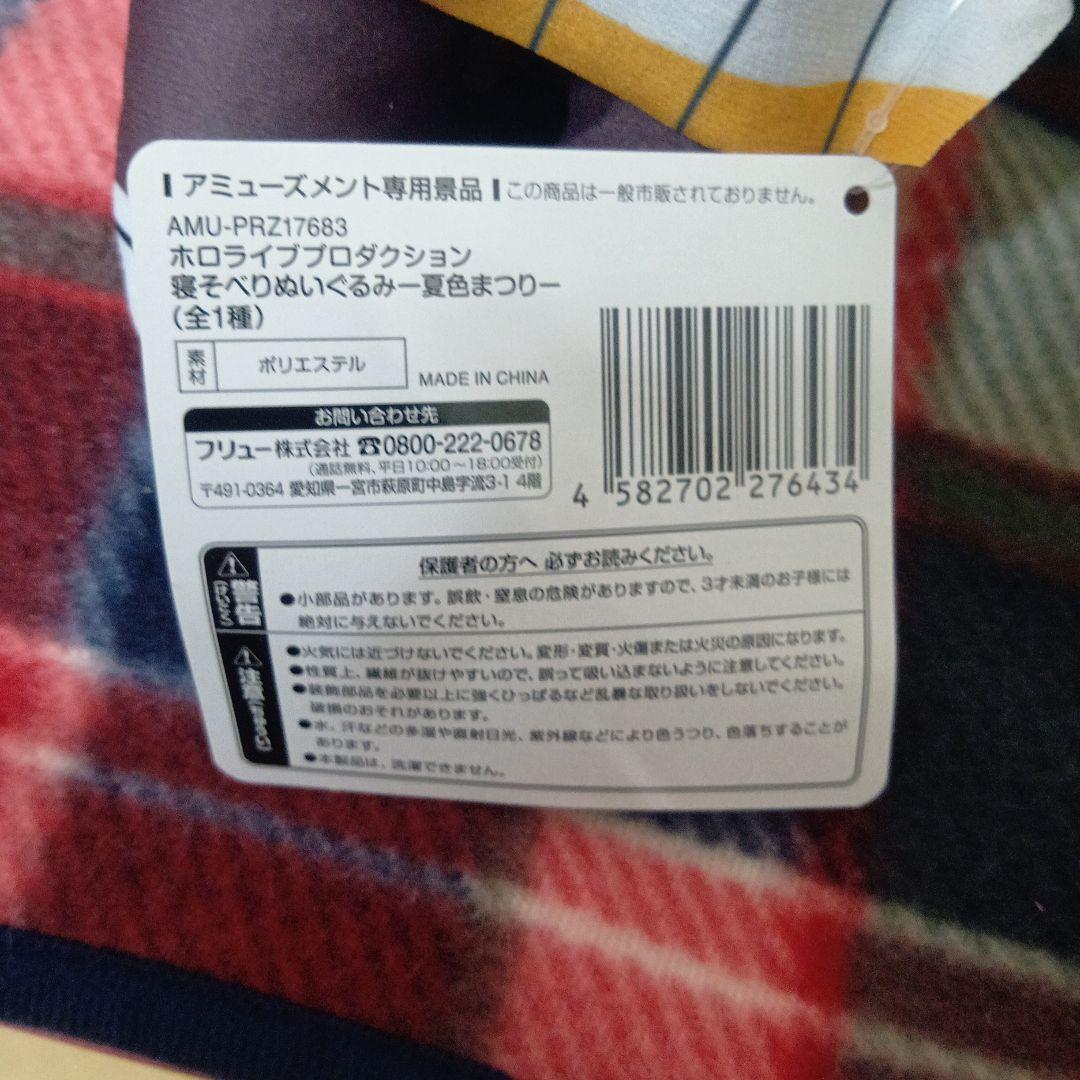 アミューズメント専用景品 この商品は一般市販されておりません。
AMU-PRZ17683
ホロライブプロダクション
寝そべりぬいぐるみー夏色まつりー
(全1種)
素材 ポリエステル
MADE IN CHINA
お問い合わせ先
フリュー株式会社 ☎0800-222-0678
(通話無料、平日10:00～18:00受付)
〒491-0364 愛知県一宮市萩原町中島字流3-1 4階
4 582702 276434
保護者の方へ 必ずお読みください。
警告
●小部品があります。誤飲・窒息の危険がありますので、3才未満のお子様には
絶対に与えないでください。
注意
●火気には近づけないでください。変形・変質・火傷または火災の原因になります。
●性質上、繊維が抜けやすいので、誤って吸い込まないように注意してください。
●装飾部品を必要以上に強くひっぱるなど乱暴な取り扱いをしないでください。
破損のおそれがあります。
●水、汗などの多湿や直射日光、紫外線などにより色うつり、色落ちすることが
あります。
●本製品は、洗濯できません。